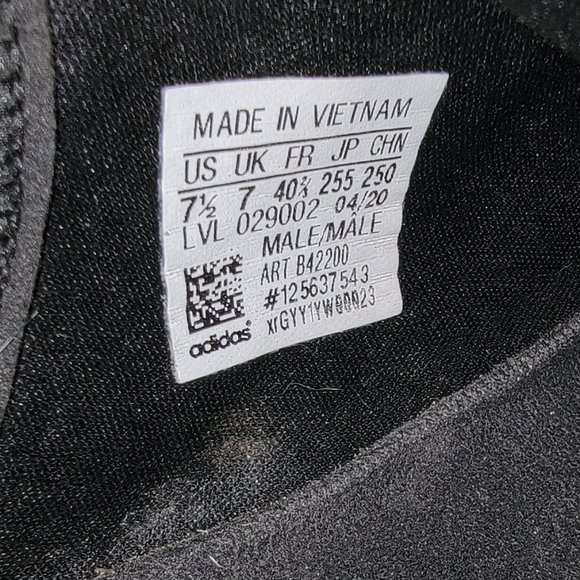 MADE IN VIETNAM
US UK FR JP CHN
7½ 7 40⅔ 255 250
LVL 029002 04/20
MALE/MÂLE
ART B42200
#125637543
adidas®